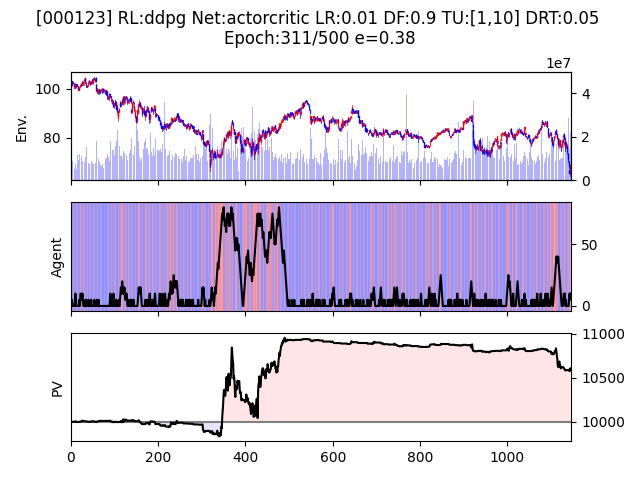 [000123] RL:ddpg Net:actorcritic LR:0.01 DF:0.9 TU:[1,10] DRT:0.05
Epoch:311/500 e=0.38
1e7
100
80
Env.
4
2
0
Agent
50
0
PV
11000
10500
10000
0 200 400 600 800 1000